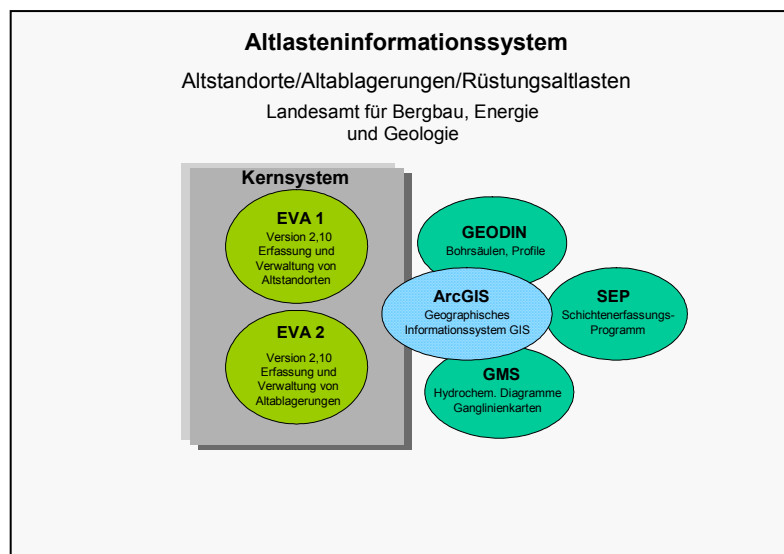 Altlasteninformationssystem
Altstandorte/Altablagerungen/Rüstungsaltlasten
Landesamt für Bergbau, Energie
und Geologie
Kernsystem
EVA 1
Version 2,10
Erfassung und
Verwaltung von
Altstandorten
EVA 2
Version 2,10
Erfassung und
Verwaltung von
Altablagerungen
GEODIN
Bohrsäulen, Profile
ArcGIS
Geographisches
Informationssystem GIS
SEP
Schichtenerfassungs-
Programm
GMS
Hydrochem. Diagramme
Ganglinienkarten